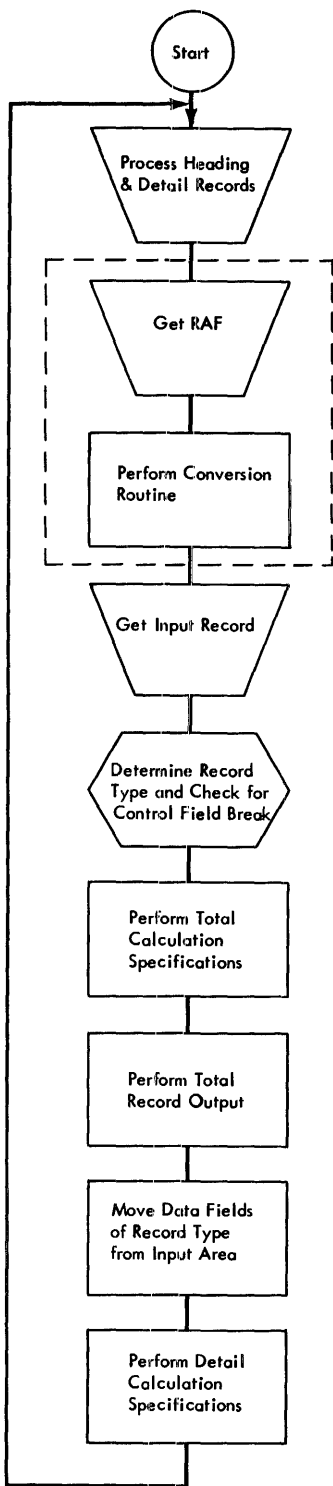 Start
Process Heading
& Detail Records
Get RAF
Perform Conversion
Routine
Get Input Record
Determine Record
Type and Check for
Control Field Break
Perform Total
Calculation
Specifications
Perform Total
Record Output
Move Data Fields
of Record Type
from Input Area
Perform Detail
Calculation
Specifications